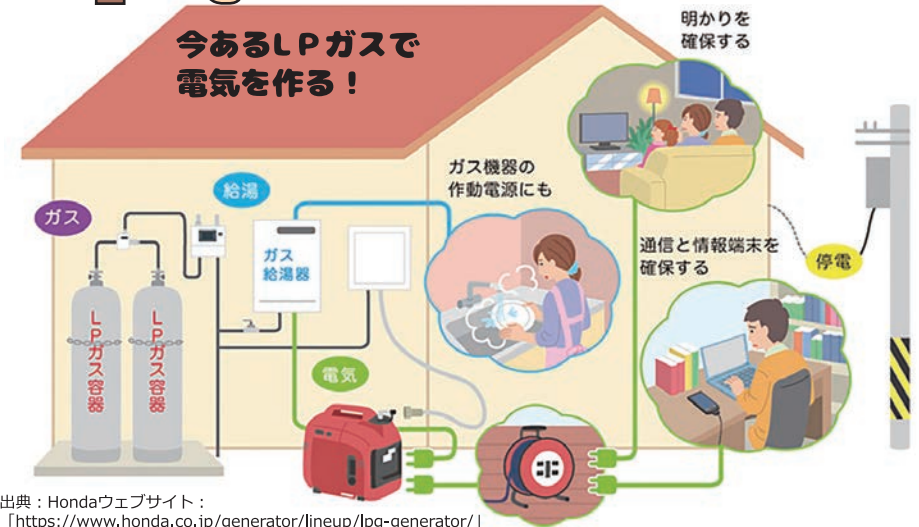 今あるＬＰガスで
電気を作る！
明かりを
確保する
ガス機器の
作動電源にも
給湯
ガス
ガス
給湯器
通信と情報端末を
確保する
停電
ＬＰガス容器
ＬＰガス容器
電気
出典：Hondaウェブサイト：
「https://www.honda.co.jp/generator/lineup/lpg-generator/」